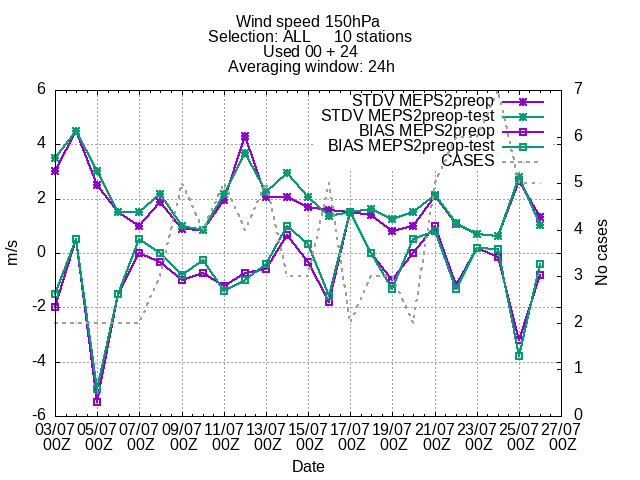 Wind speed 150hPa
Selection: ALL 10 stations
Used 00 + 24
Averaging window: 24h
STDV MEPS2preop
STDV MEPS2preop-test
BIAS MEPS2preop
BIAS MEPS2preop-test
CASES
6
4
2
0
-2
-4
-6
m/s
7
6
5
4
3
2
1
0
No cases
03/07 05/07 07/07 09/07 11/07 13/07 15/07 17/07 19/07 21/07 23/07 25/07 27/07
00Z 00Z 00Z 00Z 00Z 00Z 00Z 00Z 00Z 00Z 00Z 00Z 00Z
Date